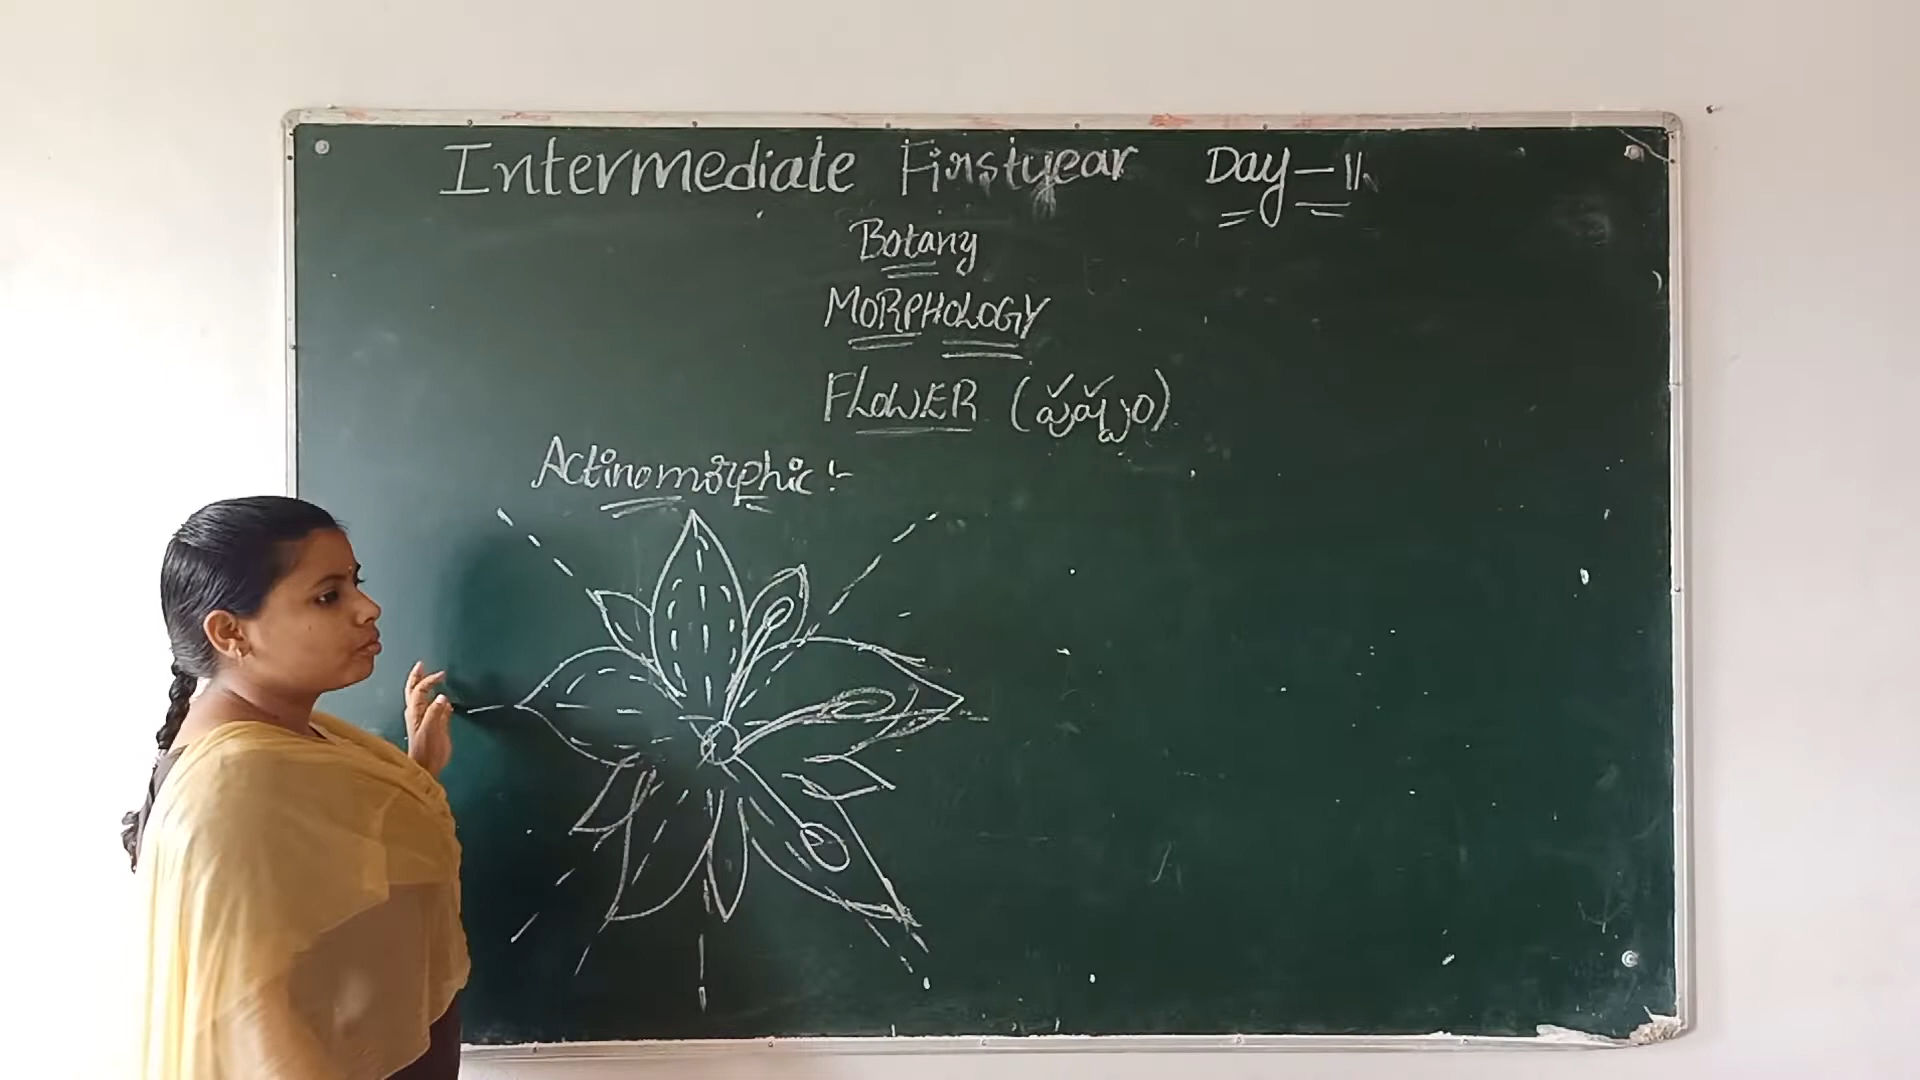 Intermediate Firstyear Day-11
Botany
MORPHOLOGY
FLOWER (పుష్పం)
Actinomorphic:-